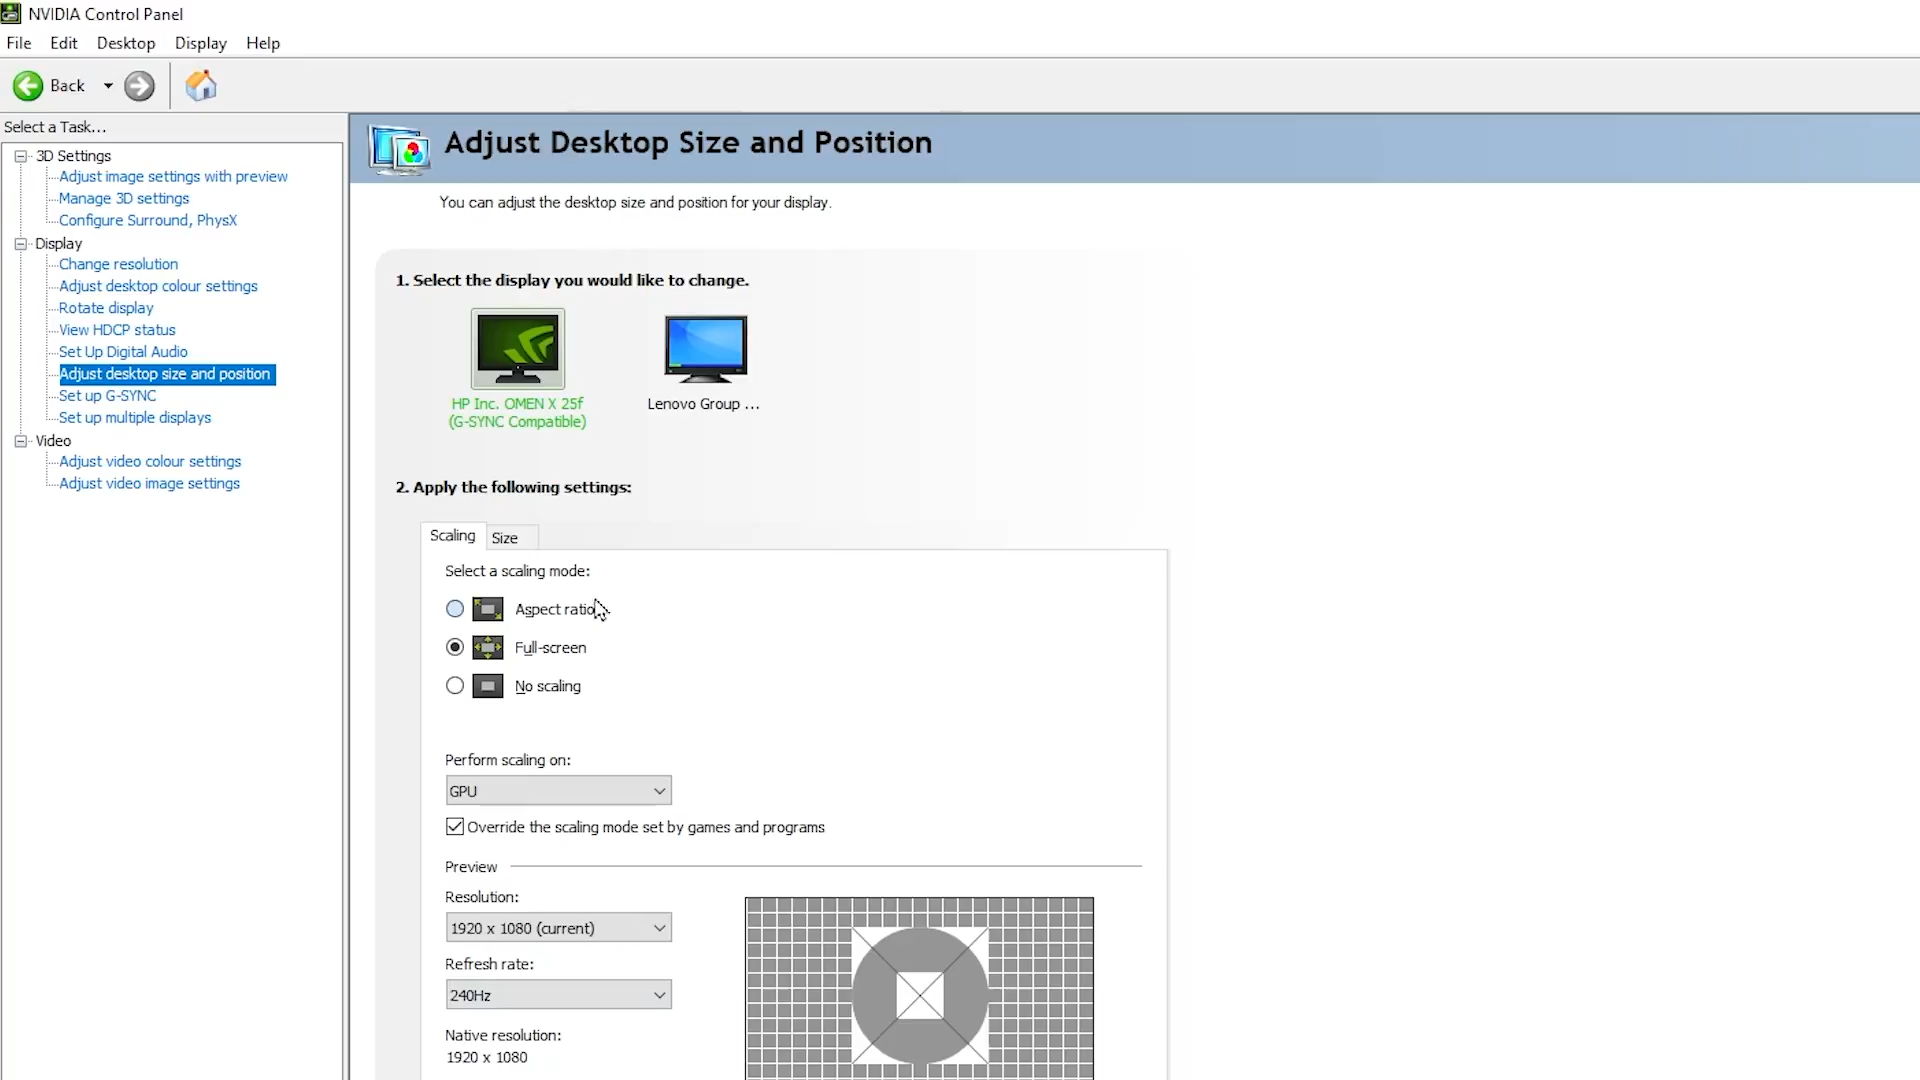 NVIDIA Control Panel
File Edit Desktop Display Help
Back
Select a Task...
3D Settings
Adjust image settings with preview
Manage 3D settings
Configure Surround, PhysX
Display
Change resolution
Adjust desktop colour settings
Rotate display
View HDCP status
Set Up Digital Audio
Adjust desktop size and position
Set up G-SYNC
Set up multiple displays
Video
Adjust video colour settings
Adjust video image settings
Adjust Desktop Size and Position
You can adjust the desktop size and position for your display.
1. Select the display you would like to change.
HP Inc. OMEN X 25f
(G-SYNC Compatible)
Lenovo Group ...
2. Apply the following settings:
Scaling Size
Select a scaling mode:
Aspect ratio
Full-screen
No scaling
Perform scaling on:
GPU
Override the scaling mode set by games and programs
Preview
Resolution:
1920 x 1080 (current)
Refresh rate:
240Hz
Native resolution:
1920 x 1080